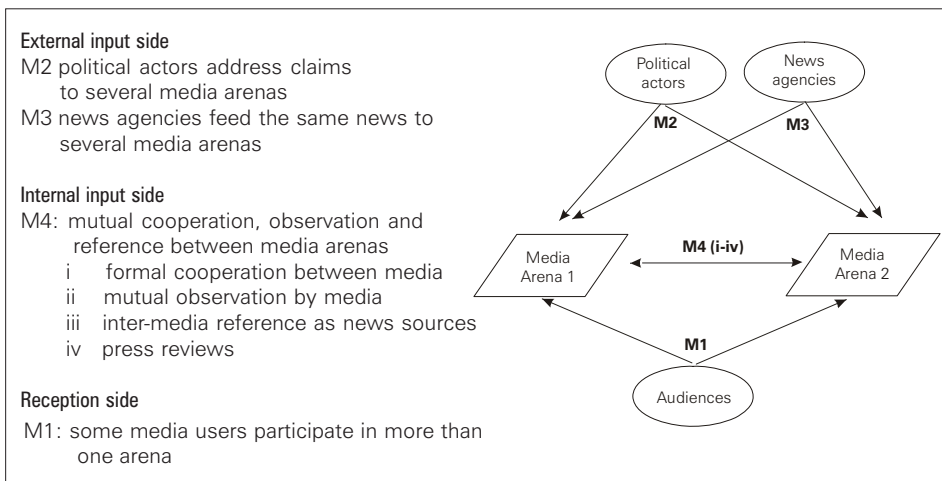 External input side
M2 political actors address claims
to several media arenas
M3 news agencies feed the same news to
several media arenas
Internal input side
M4: mutual cooperation, observation and
reference between media arenas
i formal cooperation between media
ii mutual observation by media
iii inter-media reference as news sources
iv press reviews
Reception side
M1: some media users participate in more than
one arena
Political
actors
News
agencies
M2
M3
Media
Arena 1
M4 (i-iv)
Media
Arena 2
M1
Audiences